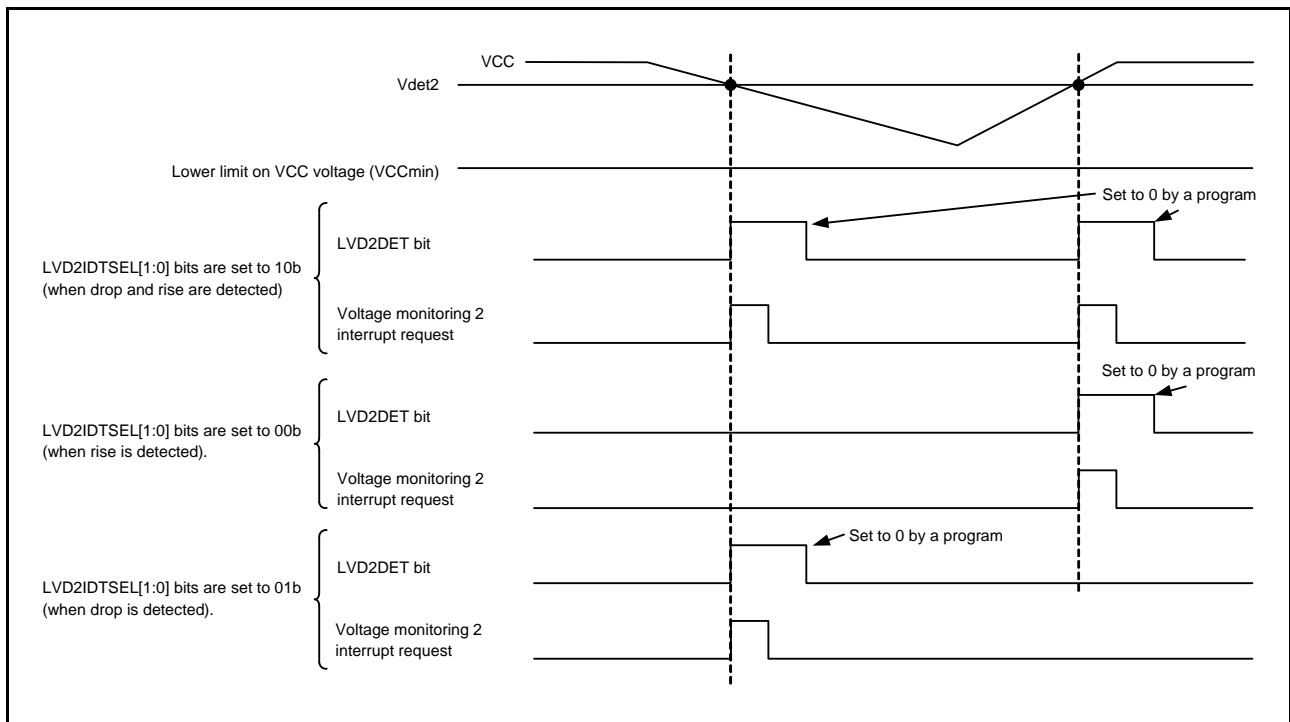 VCC
Vdet2
Lower limit on VCC voltage (VCCmin)
Set to 0 by a program
LVD2DET bit
LVD2IDTSEL[1:0] bits are set to 10b
(when drop and rise are detected)
Voltage monitoring 2
interrupt request
Set to 0 by a program
LVD2DET bit
LVD2IDTSEL[1:0] bits are set to 00b
(when rise is detected).
Voltage monitoring 2
interrupt request
Set to 0 by a program
LVD2DET bit
LVD2IDTSEL[1:0] bits are set to 01b
(when drop is detected).
Voltage monitoring 2
interrupt request